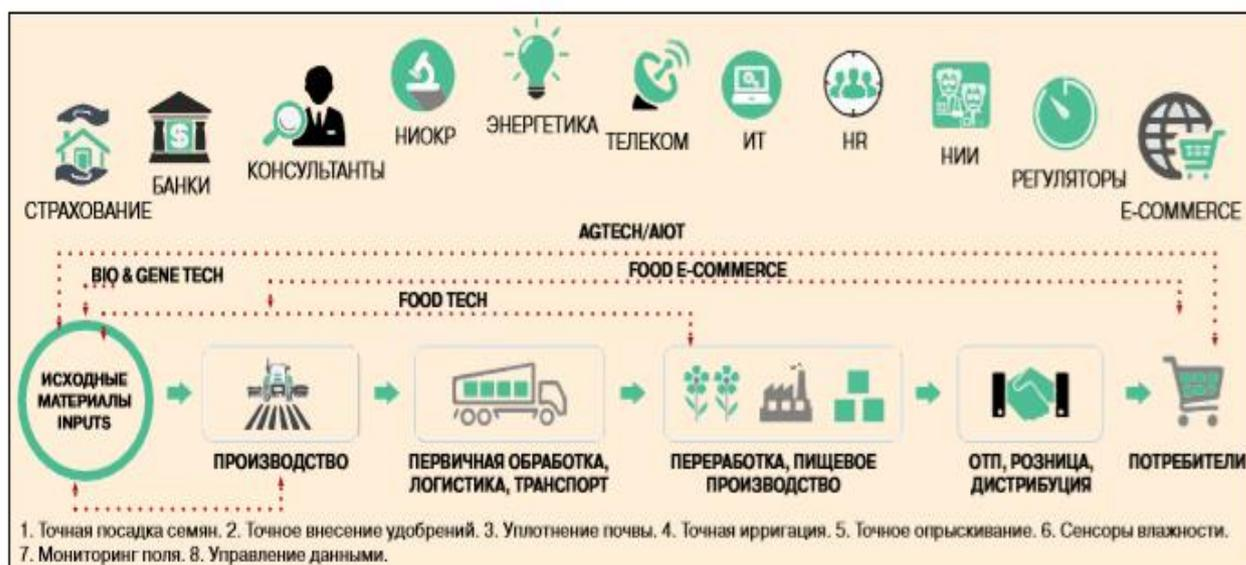 СТРАХОВАНИЕ
БАНКИ
КОНСУЛЬТАНТЫ
НИОКР
ЭНЕРГЕТИКА
ТЕЛЕКОМ
ИТ
HR
НИИ
РЕГУЛЯТОРЫ
E-COMMERCE
AGTECH/AIOT
BIO & GENE TECH
FOOD E-COMMERCE
FOOD TECH
ИСХОДНЫЕ
МАТЕРИАЛЫ
INPUTS
ПРОИЗВОДСТВО
ПЕРВИЧНАЯ ОБРАБОТКА,
ЛОГИСТИКА, ТРАНСПОРТ
ПЕРЕРАБОТКА, ПИЩЕВОЕ
ПРОИЗВОДСТВО
ОТП, РОЗНИЦА,
ДИСТРИБУЦИЯ
ПОТРЕБИТЕЛИ
1. Точная посадка семян. 2. Точное внесение удобрений. 3. Уплотнение почвы. 4. Точная ирригация. 5. Точное опрыскивание. 6. Сенсоры влажности.
7. Мониторинг поля. 8. Управление данными.